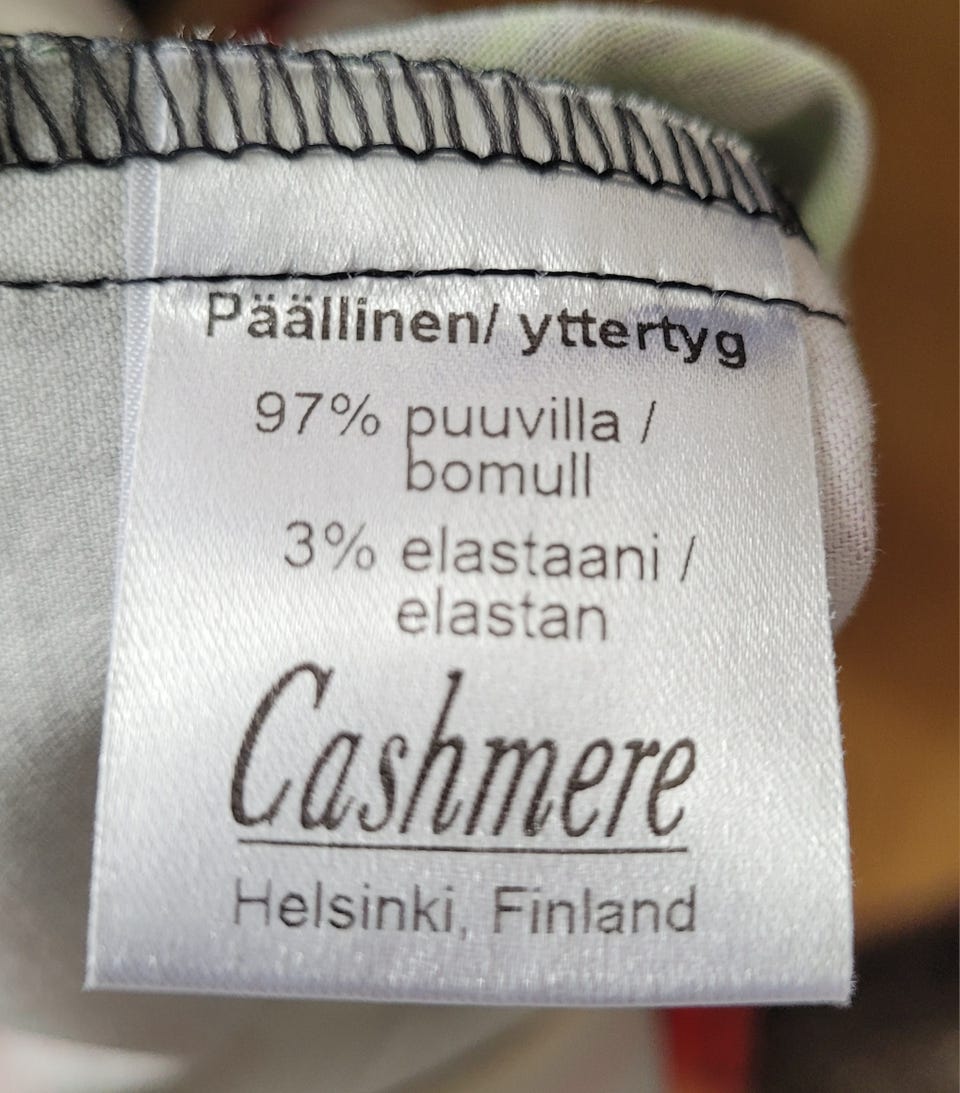 Päällinen/ yttertyg
97% puuvilla /
bomull
3% elastaani /
elastan
Cashmere
Helsinki, Finland